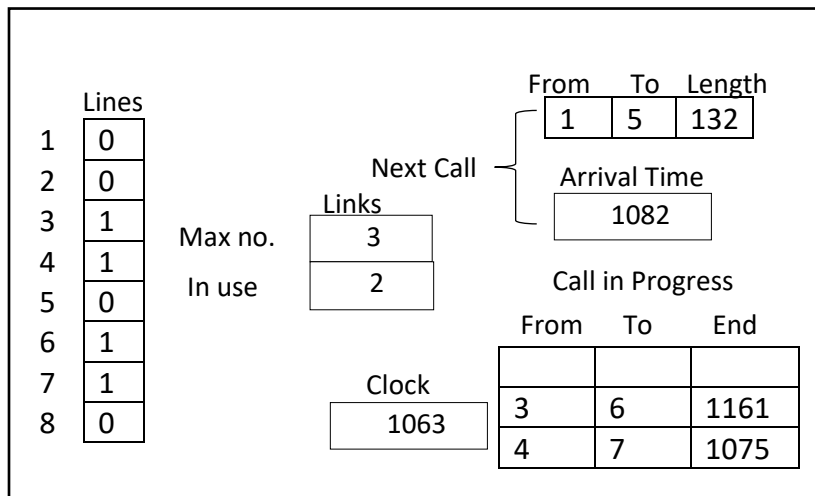 From To Length
1 5 132
Next Call
Arrival Time
1082
Lines
1 0
2 0
3 1
4 1
5 0
6 1
7 1
8 0
Links
Max no. 3
In use 2
Call in Progress
From To End
3 6 1161
4 7 1075
Clock
1063